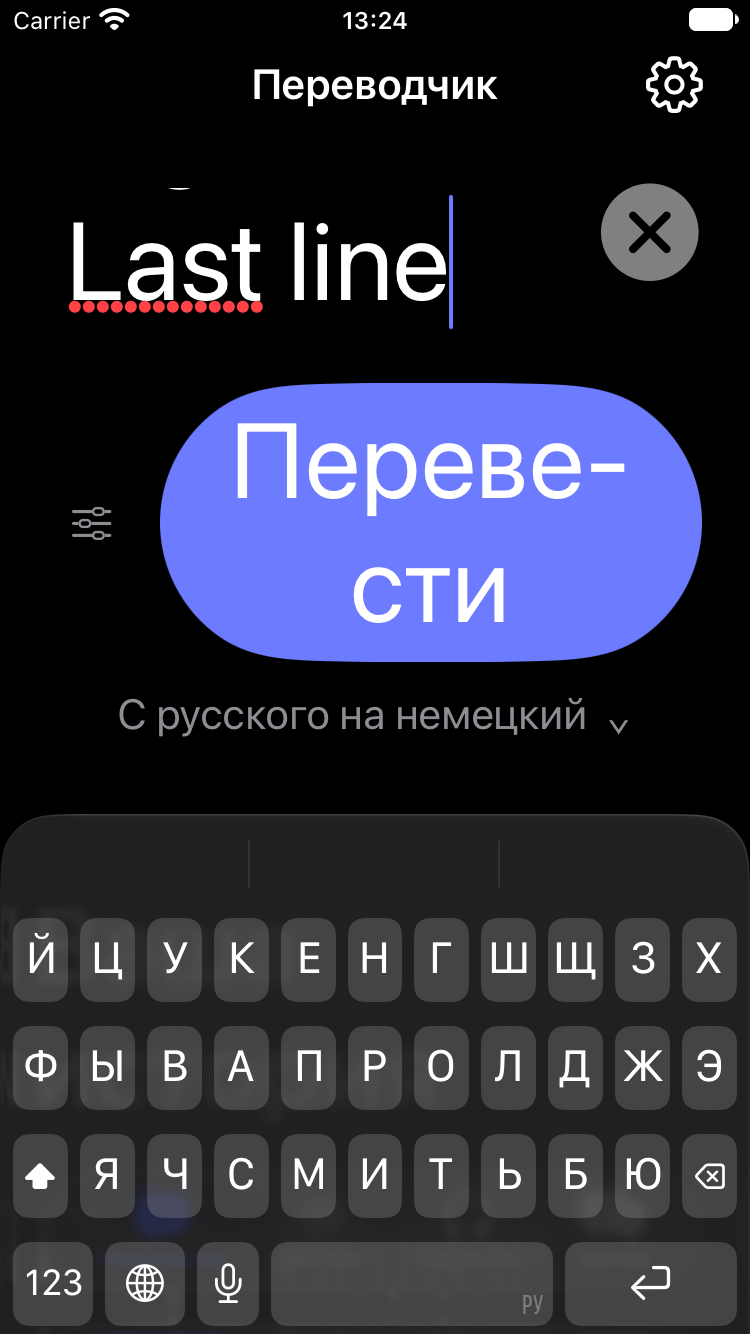 Carrier 13:24
Переводчик
Last line
Переве-
сти
С русского на немецкий
Й Ц У К Е Н Г Ш Щ З Х
Ф Ы В А П Р О Л Д Ж Э
Я Ч С М И Т Ь Б Ю
123 РУ